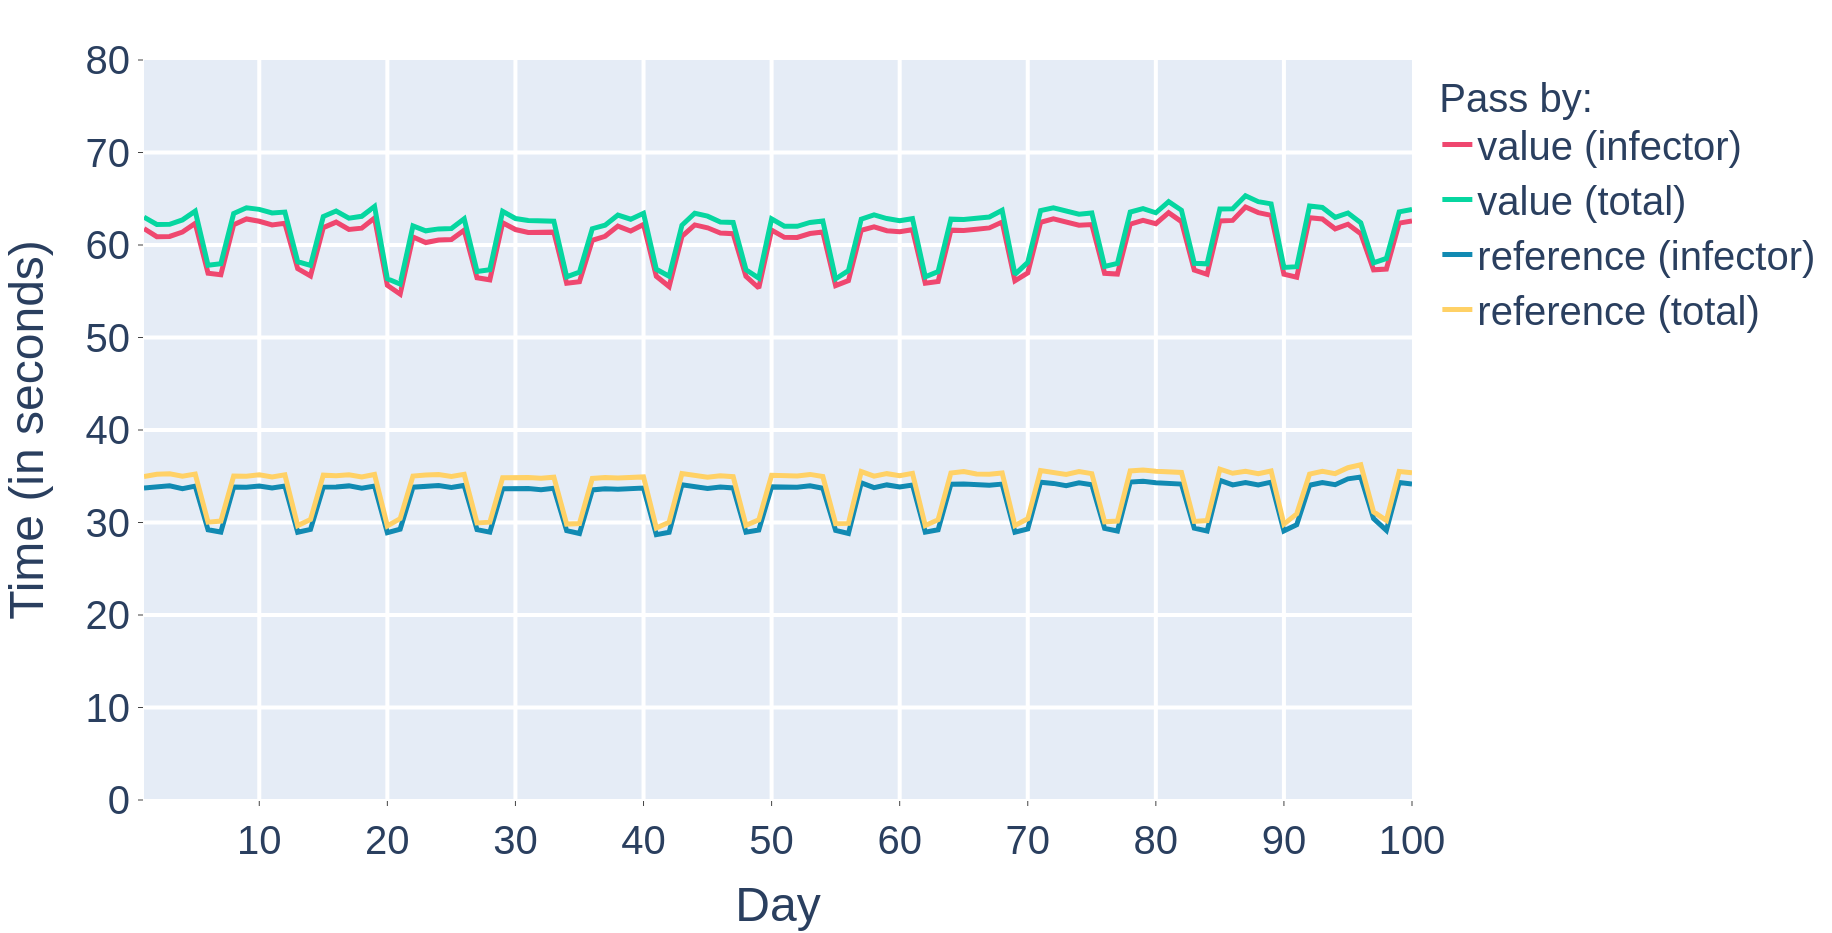 80
70
60
50
40
30
20
10
0
Time (in seconds)
10 20 30 40 50 60 70 80 90 100
Day
Pass by:
value (infector)
value (total)
reference (infector)
reference (total)